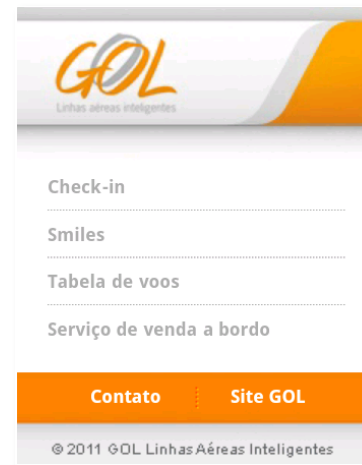 GOL
Linhas aéreas inteligentes
Check-in
Smiles
Tabela de voos
Serviço de venda a bordo
Contato Site GOL
© 2011 GOL Linhas Aéreas Inteligentes